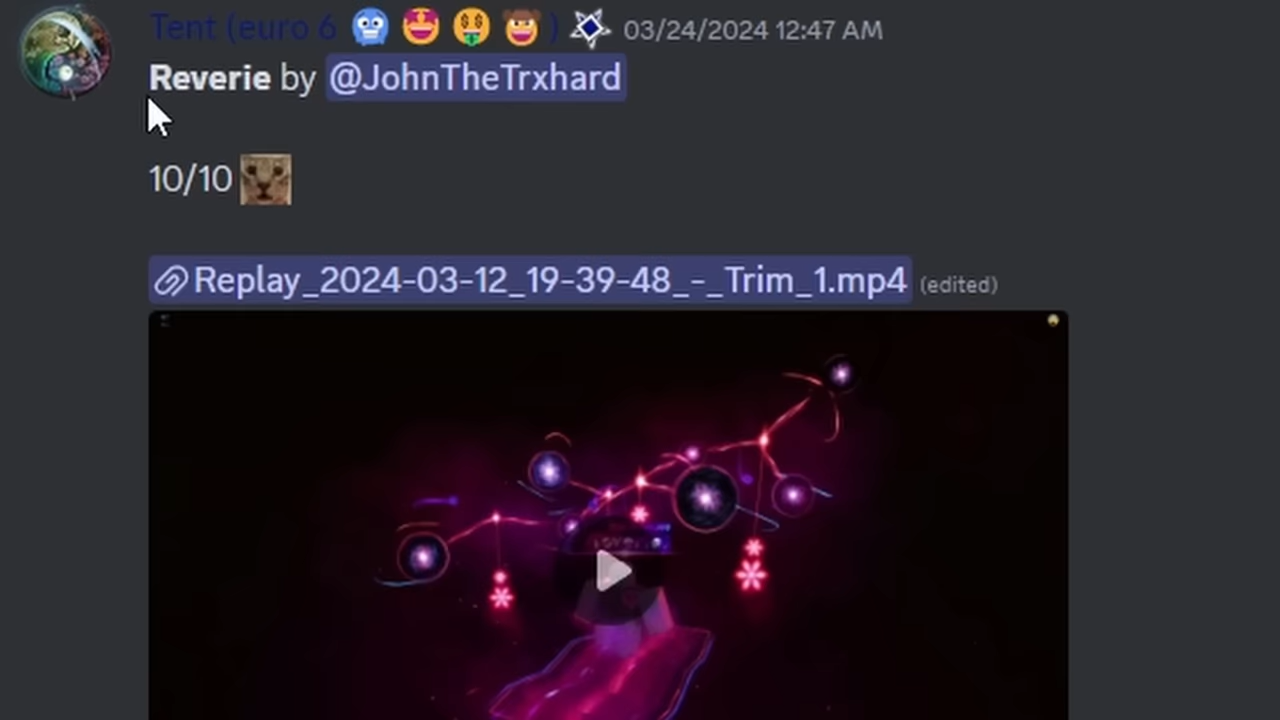 Tent (euro 6 🥶 🤩 🤑 🤠 ) 03/24/2024 12:47 AM
Reverie by @JohnTheTrxhard
10/10
Replay_2024-03-12_19-39-48_-_Trim_1.mp4 (edited)